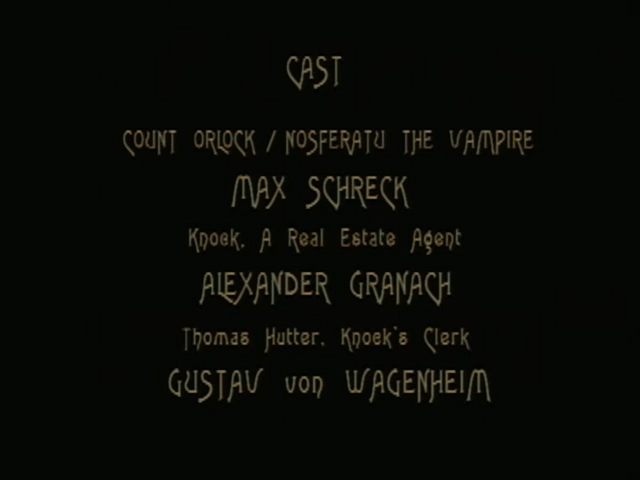 CAST
COUNT ORLOCK / NOSFERATU THE VAMPIRE
MAX SCHRECK
Knock, A Real Estate Agent
ALEXANDER GRANACH
Thomas Hutter, Knock's Clerk
GUSTAV von WAGENHEIM